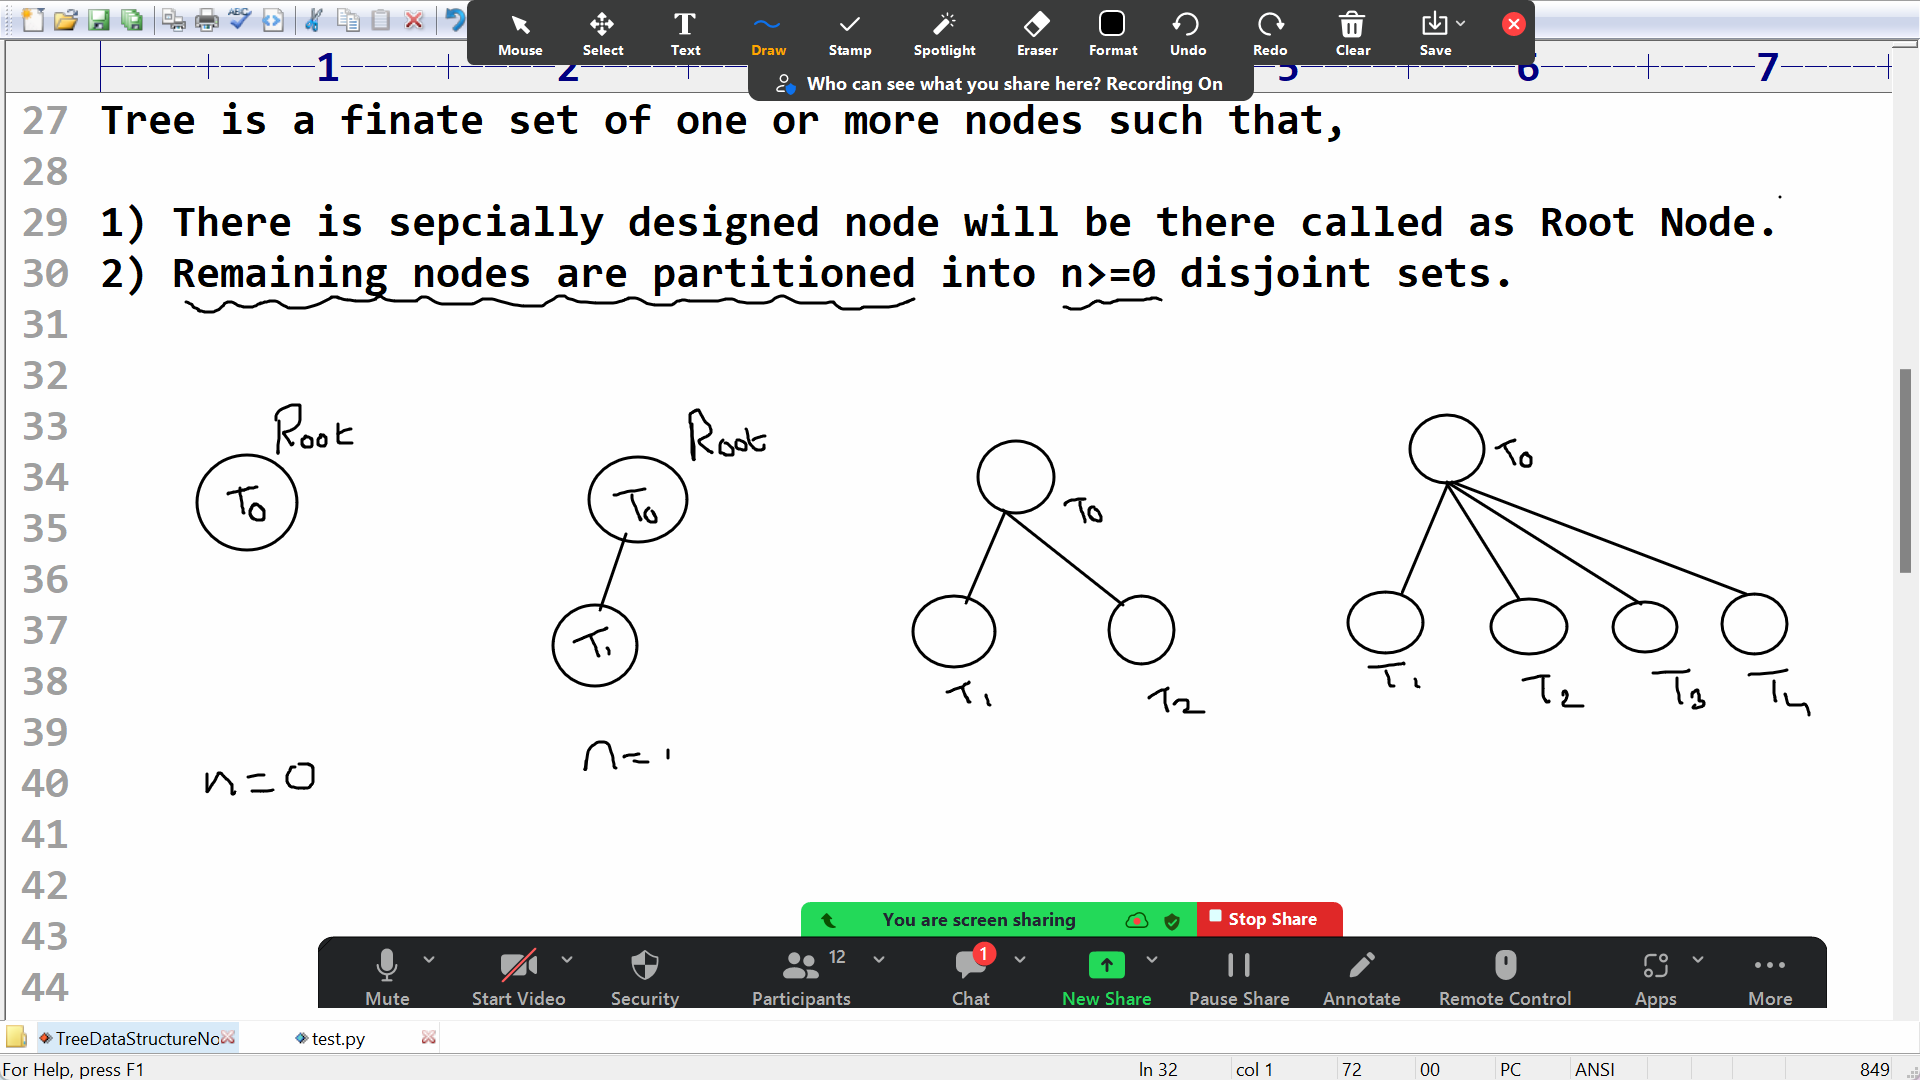 Mouse Select Text Draw Stamp Spotlight Eraser Format Undo Redo Clear Save
1 2 5 6 7
Who can see what you share here? Recording On
27 Tree is a finate set of one or more nodes such that,
28
29 1) There is sepcially designed node will be there called as Root Node.
30 2) Remaining nodes are partitioned into n>=0 disjoint sets.
31
32
33 Root Root
34 T0 T0 T0 T0
35
36
37 T1
38 T1 T2 T1 T2 T3 T4
39 n=1
40 n=0
41
42
43 You are screen sharing Stop Share
12 1
44 Mute Start Video Security Participants Chat New Share Pause Share Annotate Remote Control Apps More
TreeDataStructureNo test.py
For Help, press F1 ln 32 col 1 72 00 PC ANSI 849